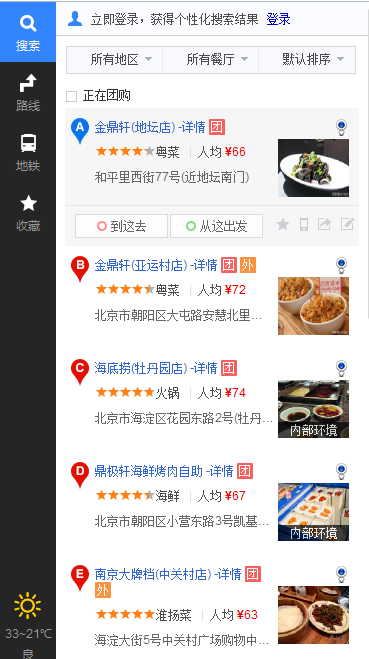 搜索
路线
地铁
收藏
33~21℃
良
立即登录，获得个性化搜索结果 登录
所有地区 所有餐厅 默认排序
正在团购
A 金鼎轩(地坛店) -详情 团
粤菜 | 人均 ¥66
和平里西街77号(近地坛南门)
到这去 从这出发
B 金鼎轩(亚运村店) -详情 团 外
粤菜 | 人均 ¥72
北京市朝阳区大屯路安慧北里...
C 海底捞(牡丹园店) -详情 团
火锅 | 人均 ¥74
北京市海淀区花园东路2号(牡丹...
内部环境
D 鼎极轩海鲜烤肉自助 -详情 团
海鲜 | 人均 ¥67
北京市朝阳区小营东路3号凯基...
内部环境
E 南京大牌档(中关村店) -详情 团
外
淮扬菜 | 人均 ¥63
海淀大街5号中关村广场购物中...